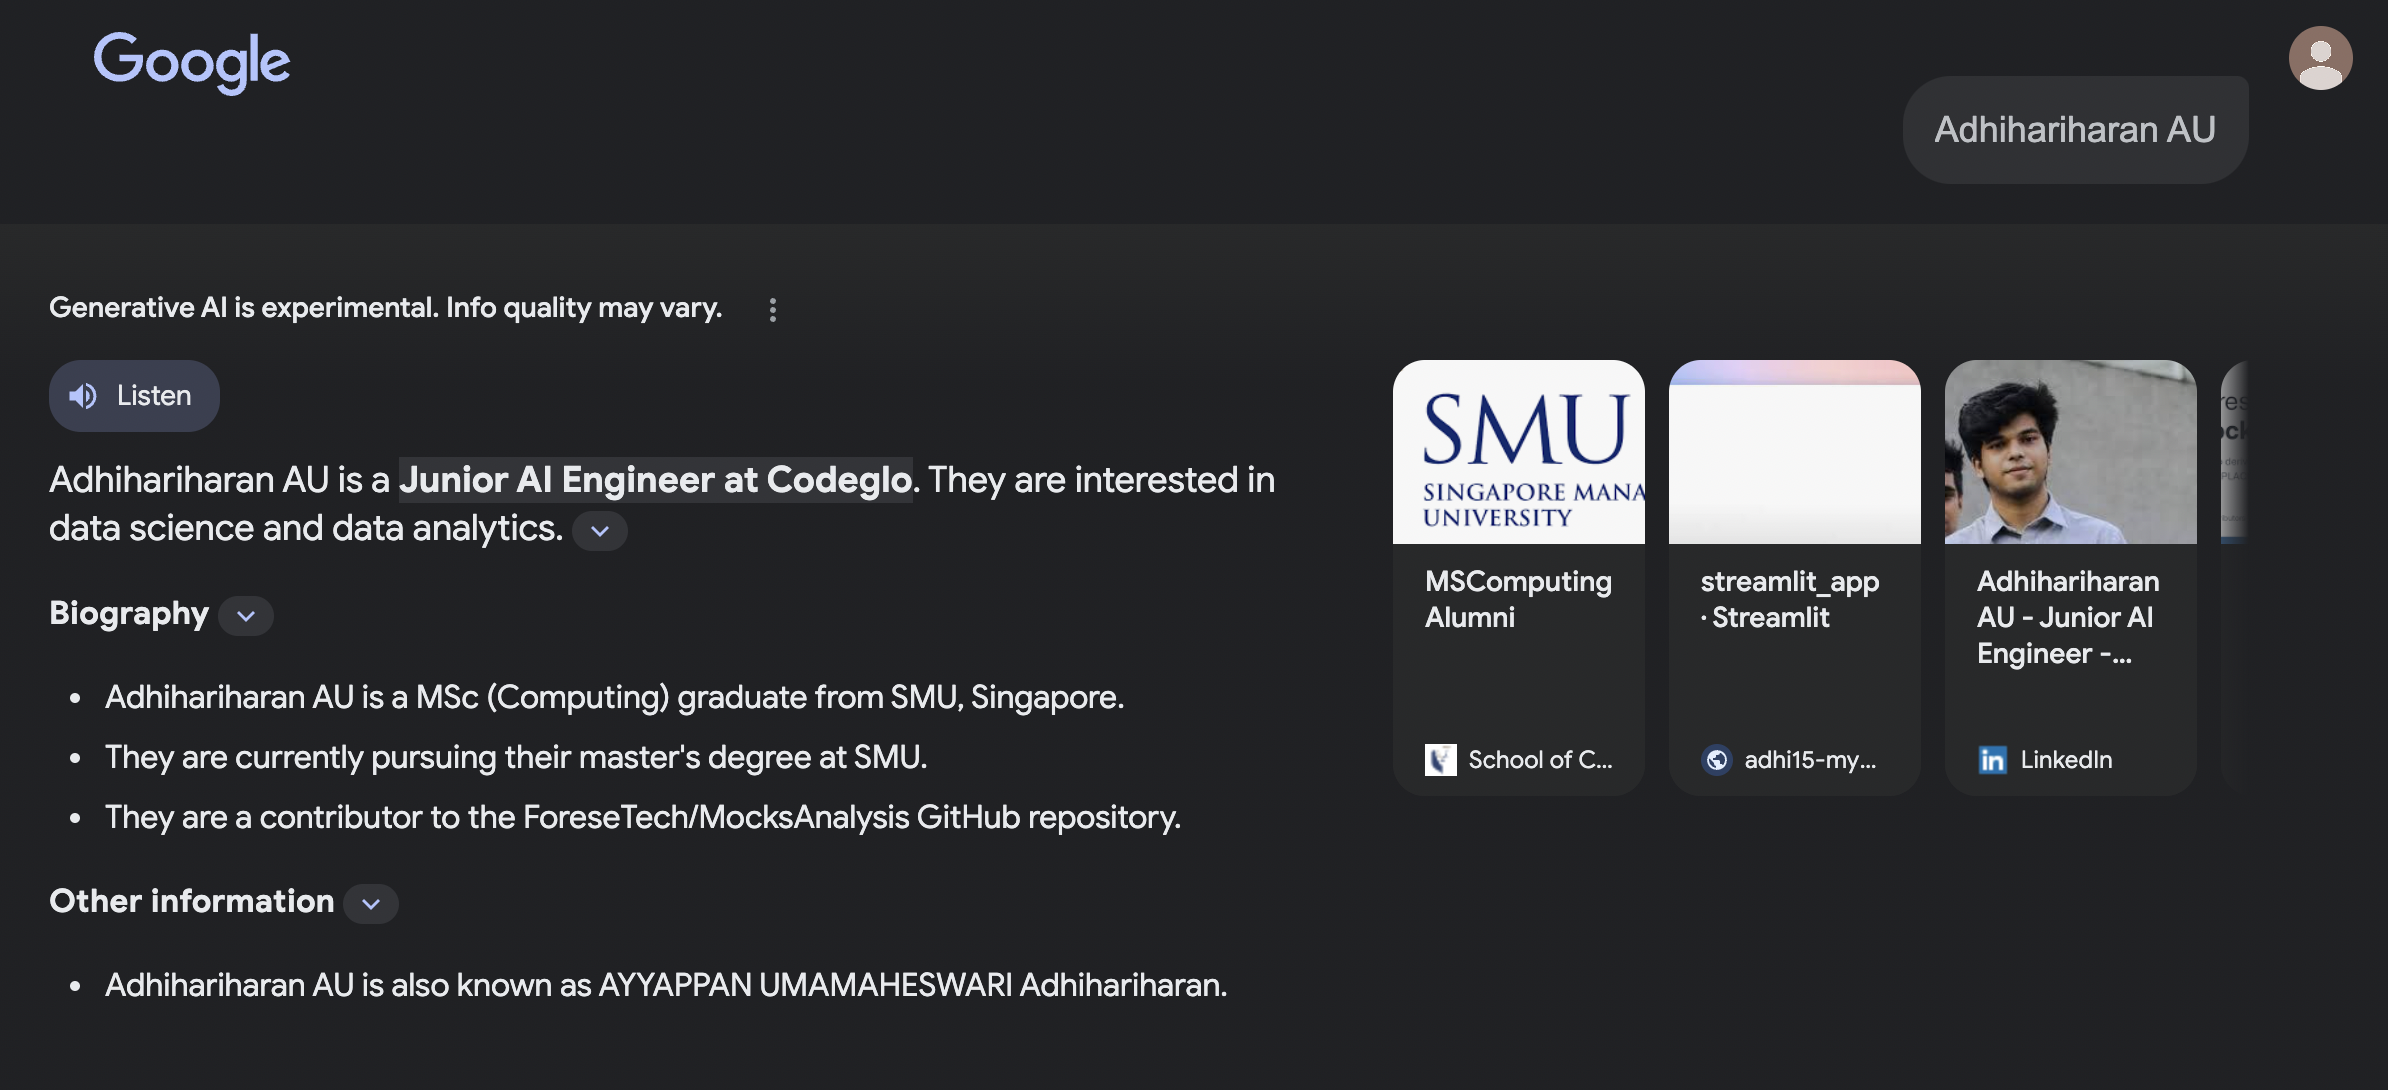 Google
Adhihariharan AU
Generative AI is experimental. Info quality may vary.
Listen
Adhihariharan AU is a Junior AI Engineer at Codeglo. They are interested in
data science and data analytics.
Biography
• Adhihariharan AU is a MSc (Computing) graduate from SMU, Singapore.
• They are currently pursuing their master's degree at SMU.
• They are a contributor to the ForeseTech/MocksAnalysis GitHub repository.
Other information
• Adhihariharan AU is also known as AYYAPPAN UMAMAHESWARI Adhihariharan.
SMU
SINGAPORE MANA
UNIVERSITY
MSComputing
Alumni
School of C...
streamlit_app
· Streamlit
adhi15-my...
Adhihariharan
AU - Junior AI
Engineer -...
in LinkedIn